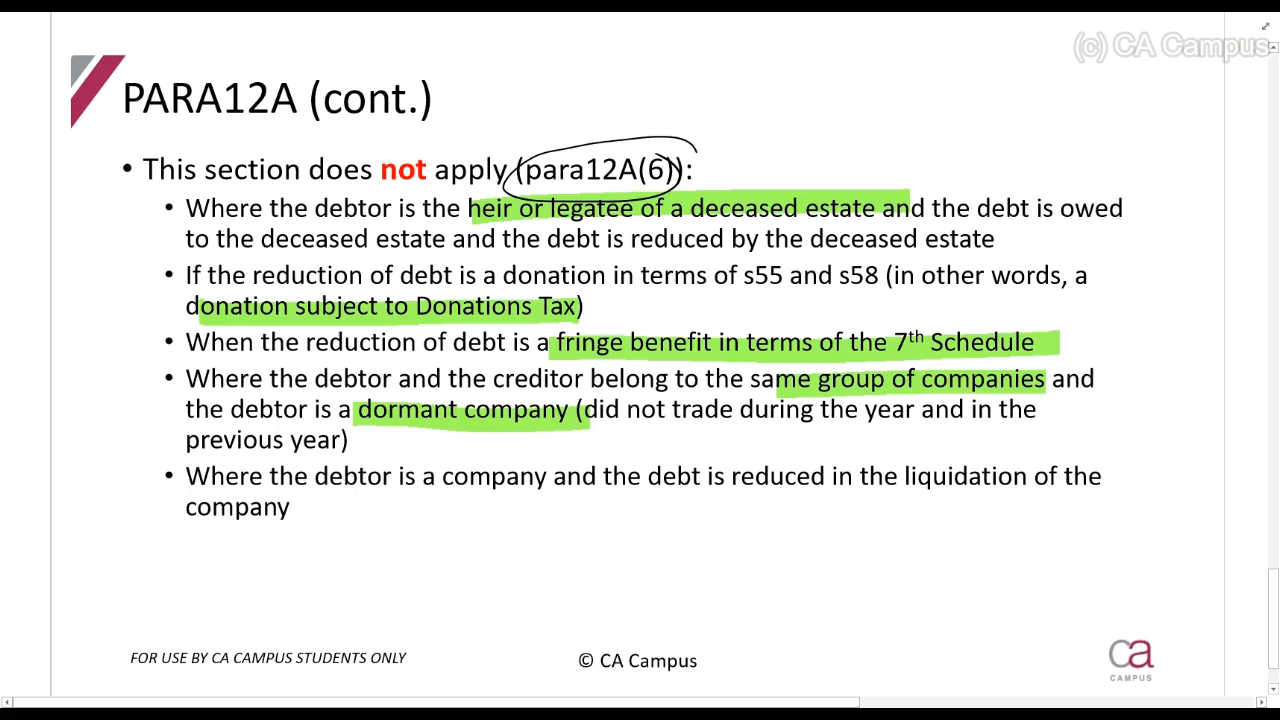 (c) CA Campus
PARA12A (cont.)
• This section does not apply (para12A(6)):
• Where the debtor is the heir or legatee of a deceased estate and the debt is owed
to the deceased estate and the debt is reduced by the deceased estate
• If the reduction of debt is a donation in terms of s55 and s58 (in other words, a
donation subject to Donations Tax)
• When the reduction of debt is a fringe benefit in terms of the 7th Schedule
• Where the debtor and the creditor belong to the same group of companies and
the debtor is a dormant company (did not trade during the year and in the
previous year)
• Where the debtor is a company and the debt is reduced in the liquidation of the
company
FOR USE BY CA CAMPUS STUDENTS ONLY
© CA Campus
ca
CAMPUS